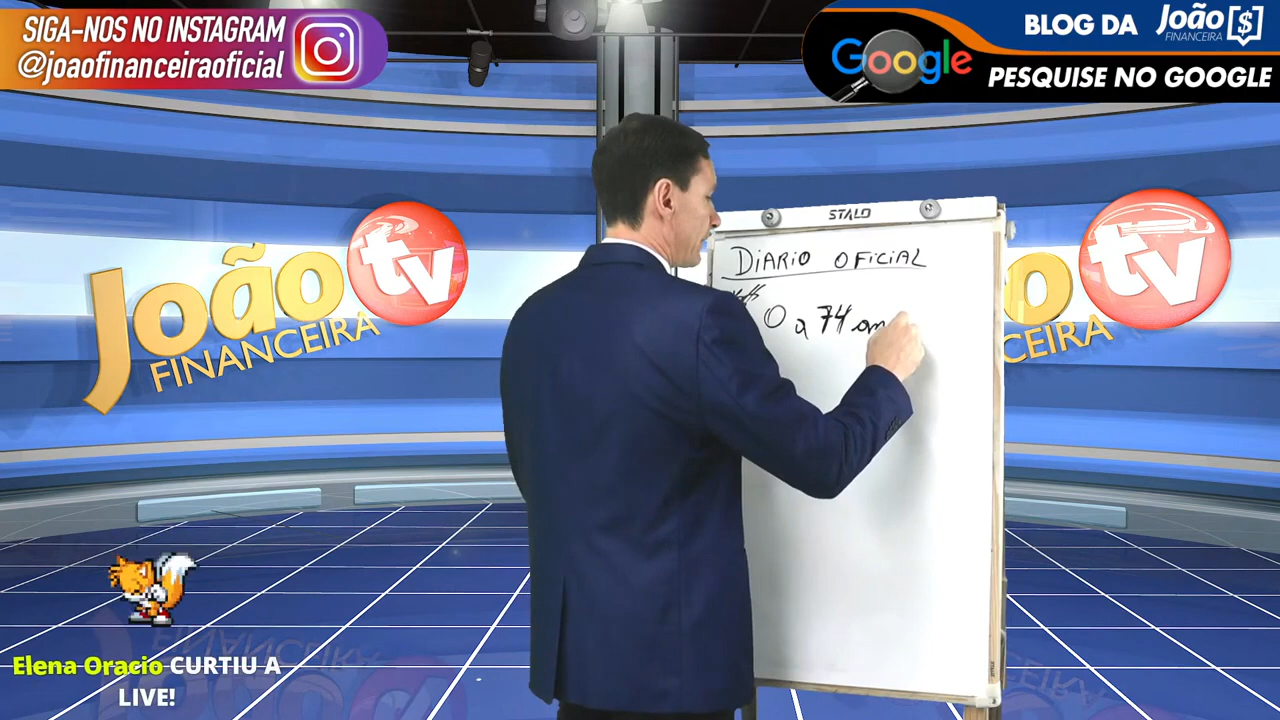 SIGA-NOS NO INSTAGRAM
@joaofinanceiraoficial
Google
BLOG DA João FINANCEIRA
PESQUISE NO GOOGLE
João tv
FINANCEIRA
STALO
DIARIO OFICIAL
0 a 74 an
o tv
CEIRA
Elena Oracio CURTIU A
LIVE!